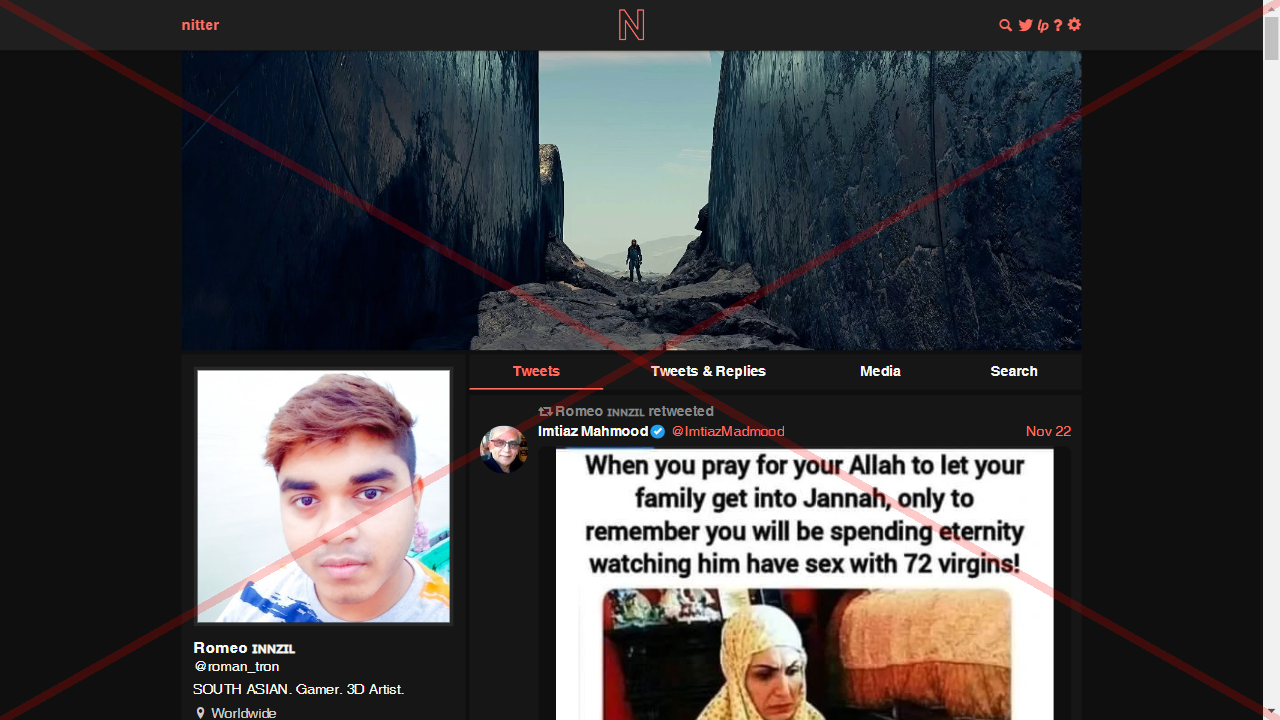 nitter
N
lp ?
Tweets
Tweets & Replies
Media
Search
Romeo ɪɴɴᴢɪʟ retweeted
Imtiaz Mahmood @ImtiazMadmood
Nov 22
When you pray for your Allah to let your
family get into Jannah, only to
remember you will be spending eternity
watching him have sex with 72 virgins!
Romeo ɪɴɴᴢɪʟ
@roman_tron
SOUTH ASIAN. Gamer. 3D Artist.
Worldwide